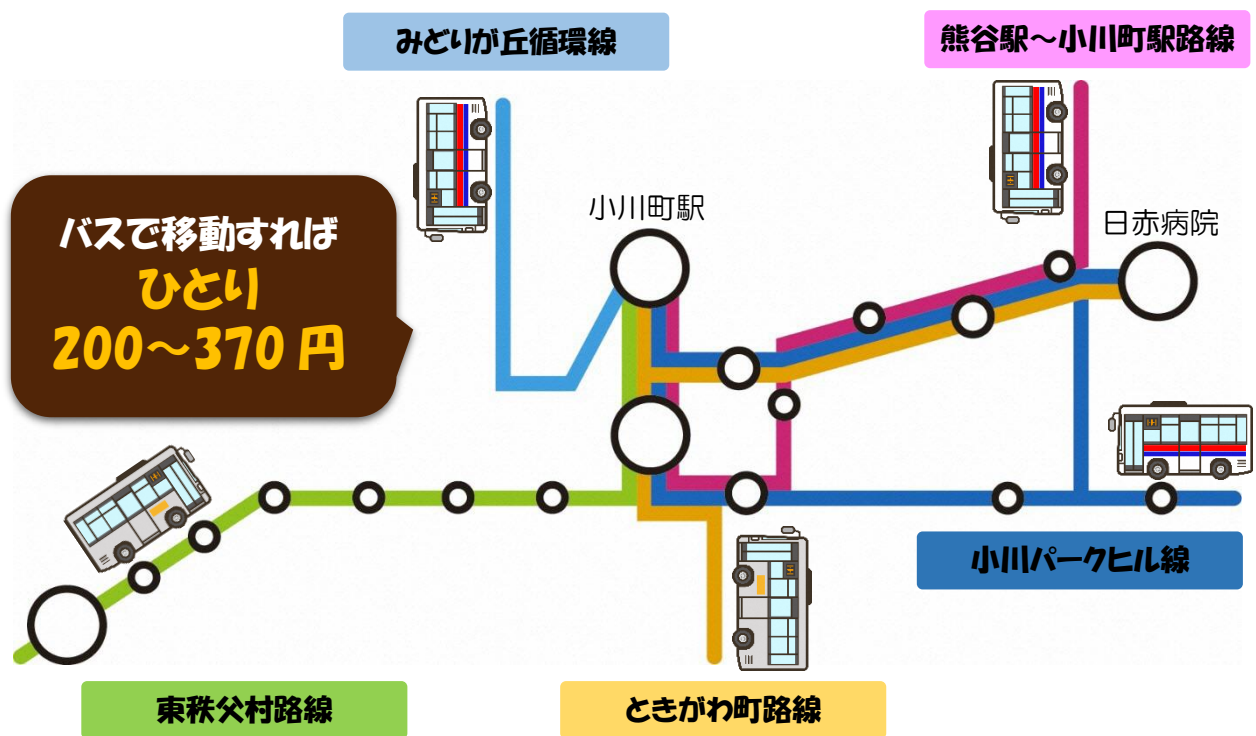 みどりが丘循環線
熊谷駅～小川町駅路線
小川町駅
日赤病院
バスで移動すれば
ひとり
200～370円
小川パークヒル線
東秩父村路線
ときがわ町路線